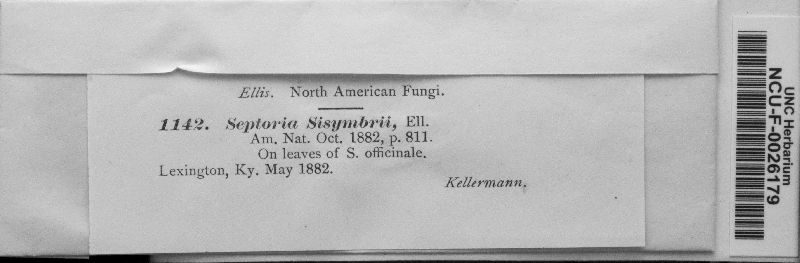 Ellis. North American Fungi.
1142. Septoria Sisymbrii, Ell.
Am. Nat. Oct. 1882, p. 811.
On leaves of S. officinale.
Lexington, Ky. May 1882.
Kellermann.
UNC Herbarium
NCU-F-0026179